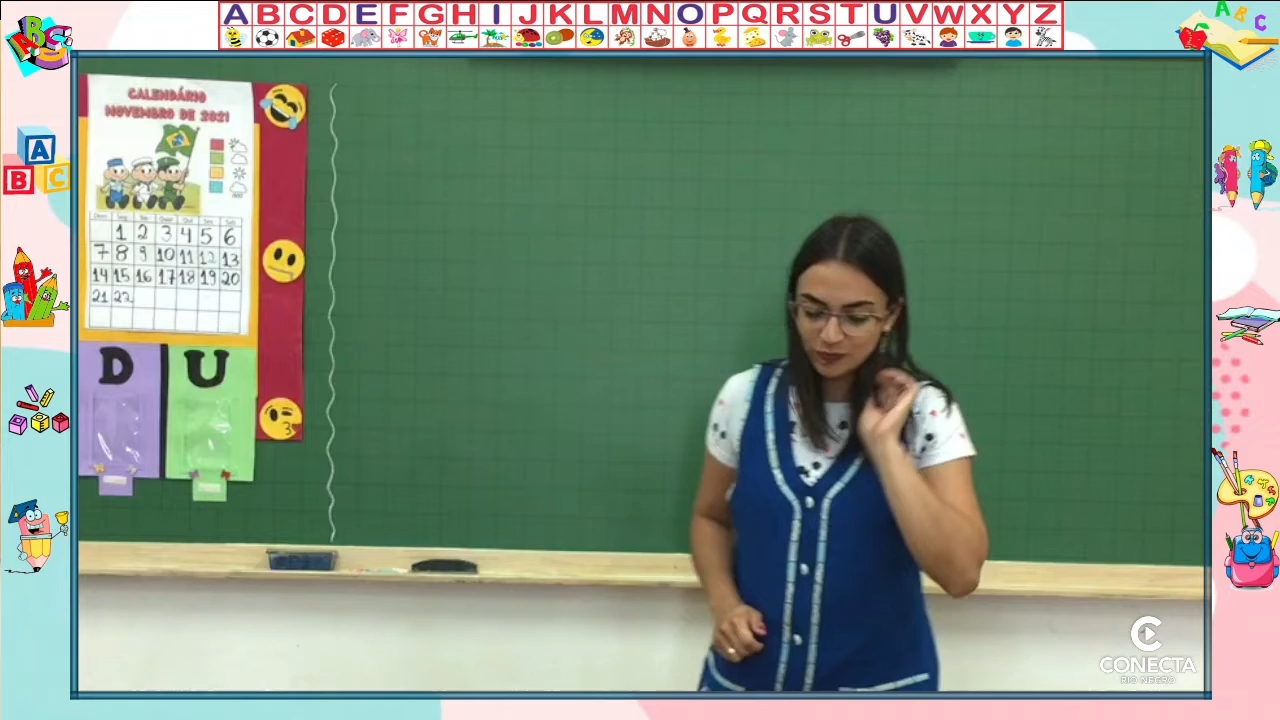 A B C D E F G H I J K L M N O P Q R S T U V W X Y Z
CALENDÁRIO
NOVEMBRO DE 2021
1 2 3 4 5 6
7 8 9 10 11 12 13
14 15 16 17 18 19 20
21 22
D U
A
B C
ABC
A B C
CONECTA
RIO NEGRO